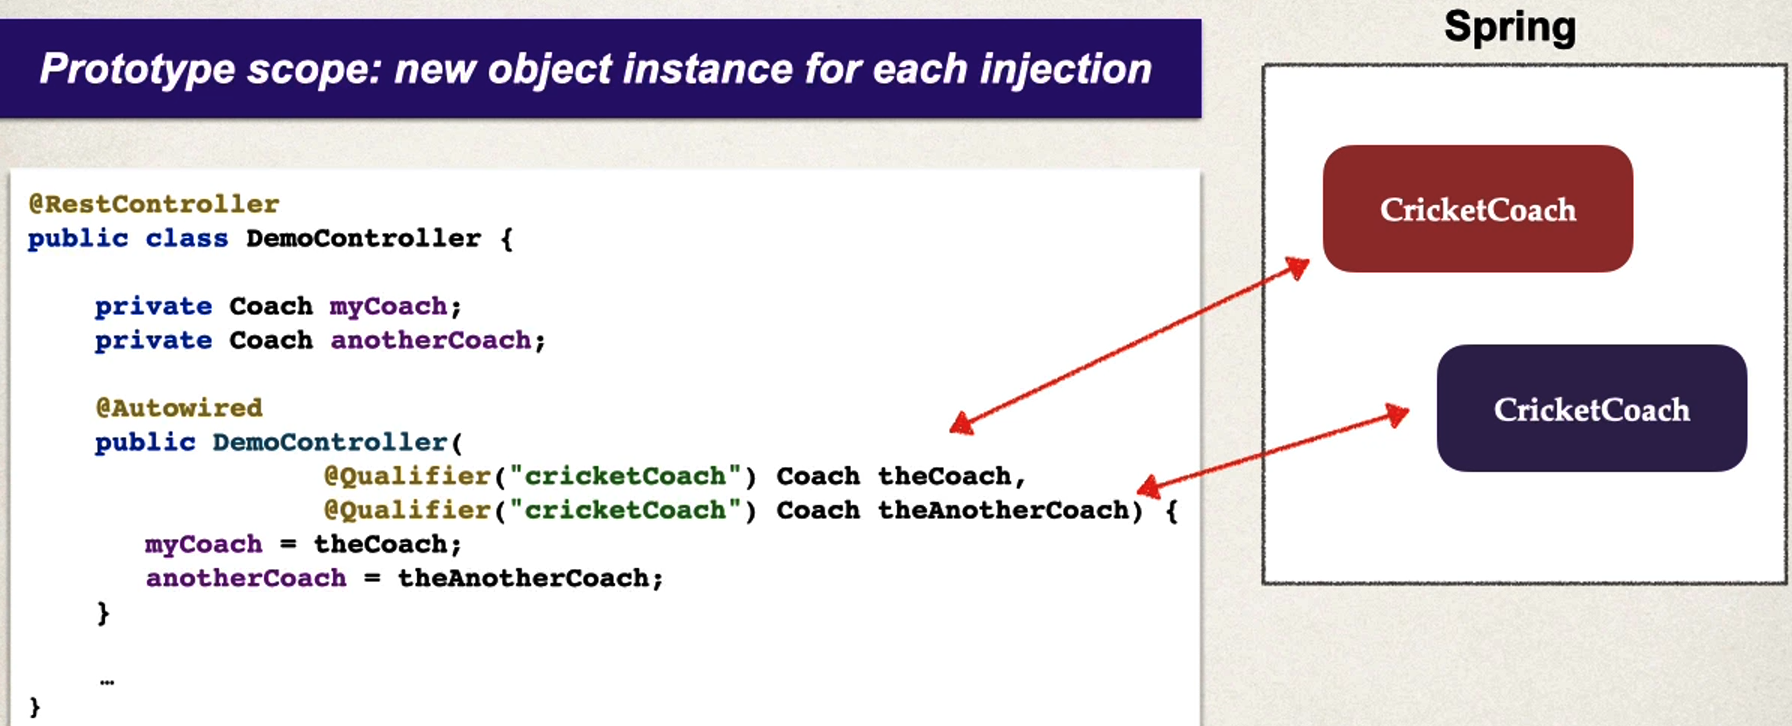 Prototype scope: new object instance for each injection
@RestController
public class DemoController {
private Coach myCoach;
private Coach anotherCoach;
@Autowired
public DemoController(
@Qualifier("cricketCoach") Coach theCoach,
@Qualifier("cricketCoach") Coach theAnotherCoach) {
myCoach = theCoach;
anotherCoach = theAnotherCoach;
}
…
}
Spring
CricketCoach
CricketCoach